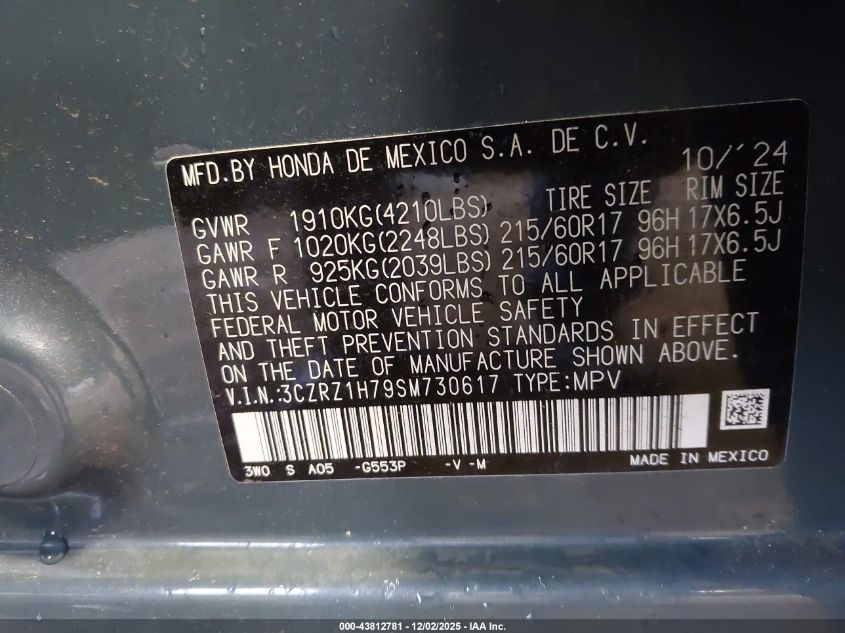 MFD.BY HONDA DE MEXICO S.A. DE C.V. 10/'24
TIRE SIZE RIM SIZE
GVWR 1910KG(4210LBS)
GAWR F 1020KG(2248LBS) 215/60R17 96H 17X6.5J
GAWR R 925KG(2039LBS) 215/60R17 96H 17X6.5J
THIS VEHICLE CONFORMS TO ALL APPLICABLE
FEDERAL MOTOR VEHICLE SAFETY
AND THEFT PREVENTION STANDARDS IN EFFECT
ON THE DATE OF MANUFACTURE SHOWN ABOVE.
V.I.N.:3CZRZ1H79SM730617 TYPE:MPV
3W0 S A05 -G553P -V -M MADE IN MEXICO
000-43812781 - 12/02/2025 - IAA Inc.